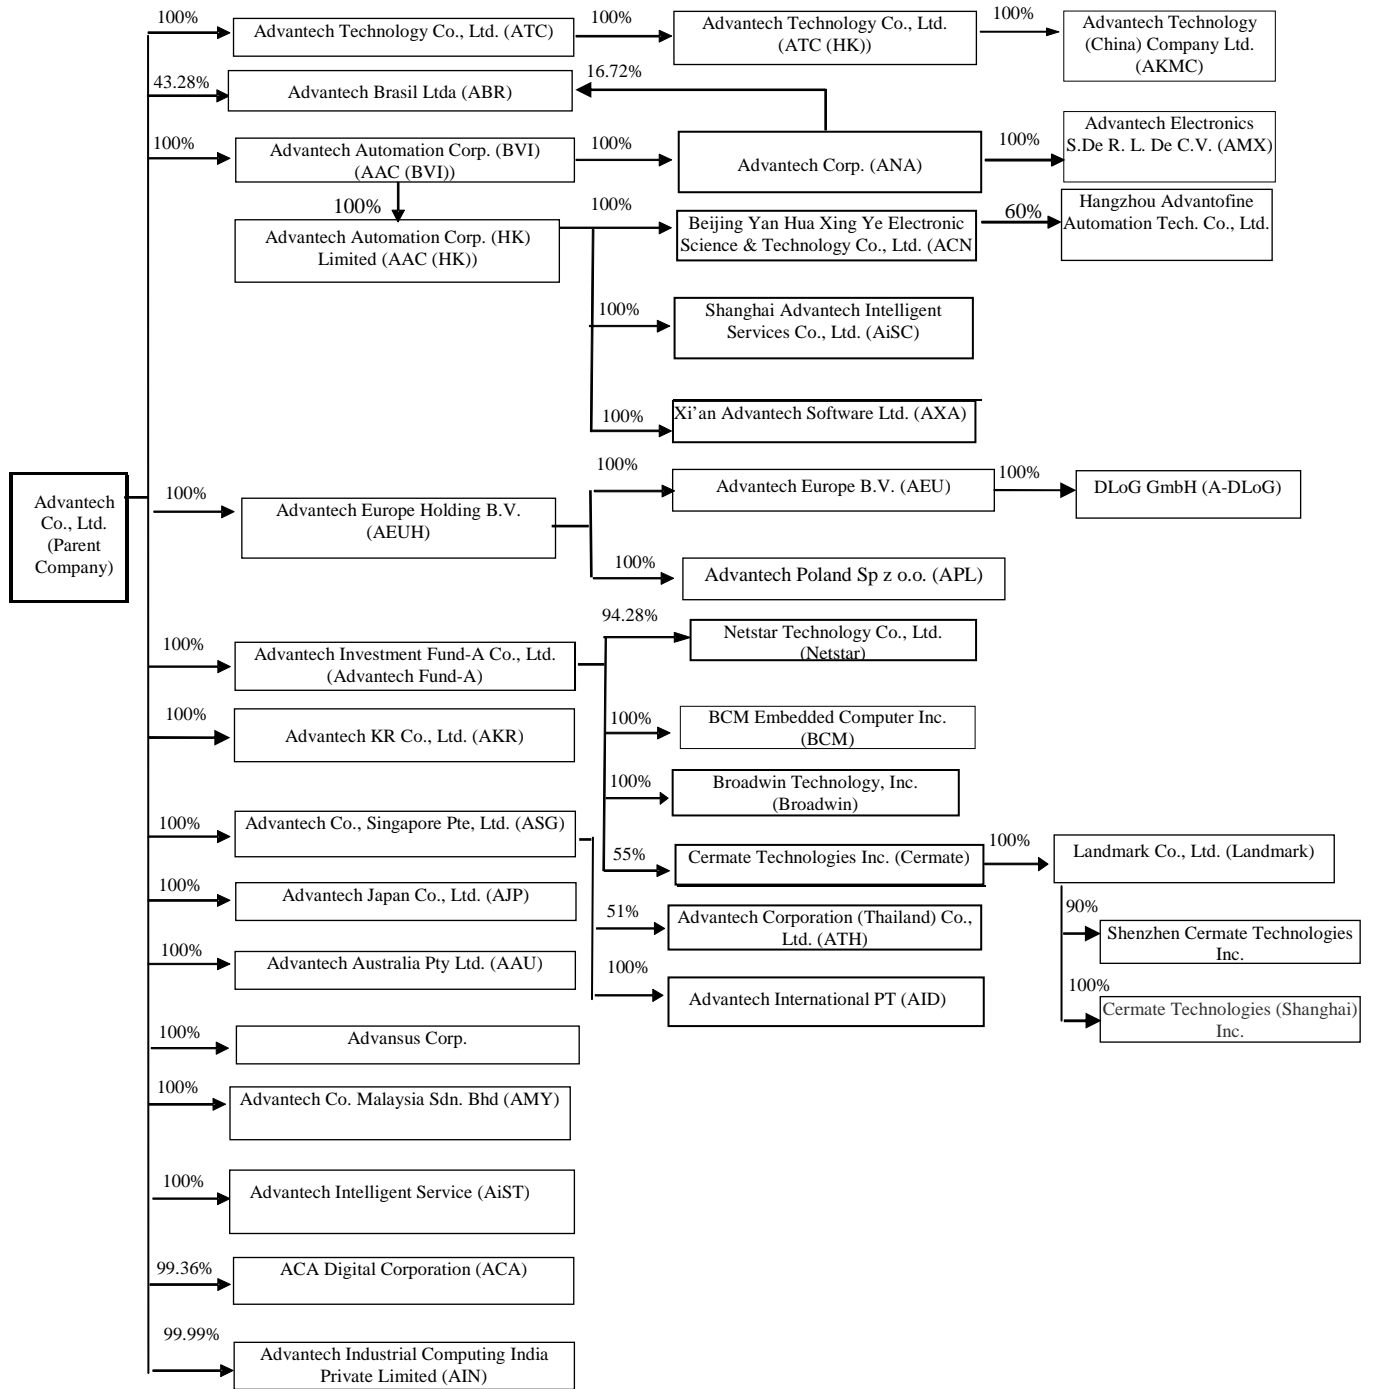 100%
Advantech Technology Co., Ltd. (ATC)
100%
Advantech Technology Co., Ltd.
(ATC (HK))
100%
Advantech Technology
(China) Company Ltd.
(AKMC)
43.28%
Advantech Brasil Ltda (ABR)
16.72%
100%
Advantech Automation Corp. (BVI)
(AAC (BVI))
100%
Advantech Corp. (ANA)
100%
Advantech Electronics
S.De R. L. De C.V. (AMX)
100%
Advantech Automation Corp. (HK)
Limited (AAC (HK))
100%
Beijing Yan Hua Xing Ye Electronic
Science & Technology Co., Ltd. (ACN
60%
Hangzhou Advantofine
Automation Tech. Co., Ltd.
100%
Shanghai Advantech Intelligent
Services Co., Ltd. (AiSC)
100%
Xi’an Advantech Software Ltd. (AXA)
Advantech
Co., Ltd.
(Parent
Company)
100%
Advantech Europe Holding B.V.
(AEUH)
100%
Advantech Europe B.V. (AEU)
100%
DLoG GmbH (A-DLoG)
100%
Advantech Poland Sp z o.o. (APL)
100%
Advantech Investment Fund-A Co., Ltd.
(Advantech Fund-A)
94.28%
Netstar Technology Co., Ltd.
(Netstar)
100%
BCM Embedded Computer Inc.
(BCM)
100%
Broadwin Technology, Inc.
(Broadwin)
55%
Cermate Technologies Inc. (Cermate)
100%
Landmark Co., Ltd. (Landmark)
90%
Shenzhen Cermate Technologies
Inc.
100%
Cermate Technologies (Shanghai)
Inc.
100%
Advantech KR Co., Ltd. (AKR)
100%
Advantech Co., Singapore Pte, Ltd. (ASG)
51%
Advantech Corporation (Thailand) Co.,
Ltd. (ATH)
100%
Advantech International PT (AID)
100%
Advantech Japan Co., Ltd. (AJP)
100%
Advantech Australia Pty Ltd. (AAU)
100%
Advansus Corp.
100%
Advantech Co. Malaysia Sdn. Bhd (AMY)
100%
Advantech Intelligent Service (AiST)
99.36%
ACA Digital Corporation (ACA)
99.99%
Advantech Industrial Computing India
Private Limited (AIN)